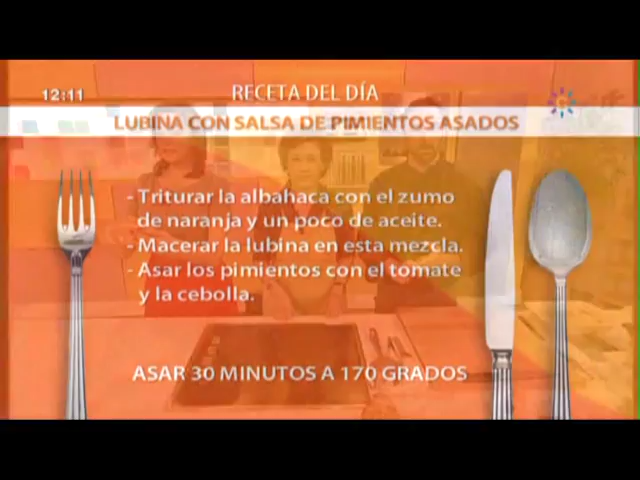 12:11
RECETA DEL DÍA
LUBINA CON SALSA DE PIMIENTOS ASADOS
- Triturar la albahaca con el zumo
de naranja y un poco de aceite.
- Macerar la lubina en esta mezcla.
- Asar los pimientos con el tomate
y la cebolla.
ASAR 30 MINUTOS A 170 GRADOS